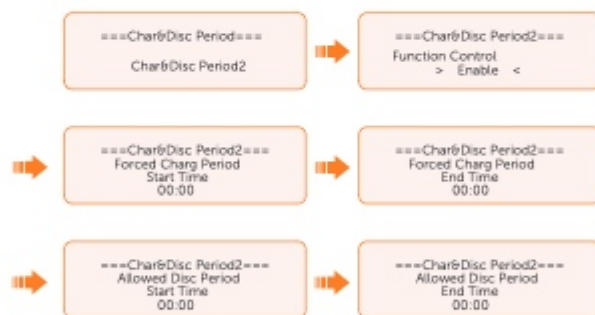 ===Char&Disc Period===
Char&Disc Period2
===Char&Disc Period2===
Function Control
> Enable <
===Char&Disc Period2===
Forced Charg Period
Start Time
00:00
===Char&Disc Period2===
Forced Charg Period
End Time
00:00
===Char&Disc Period2===
Allowed Disc Period
Start Time
00:00
===Char&Disc Period2===
Allowed Disc Period
End Time
00:00